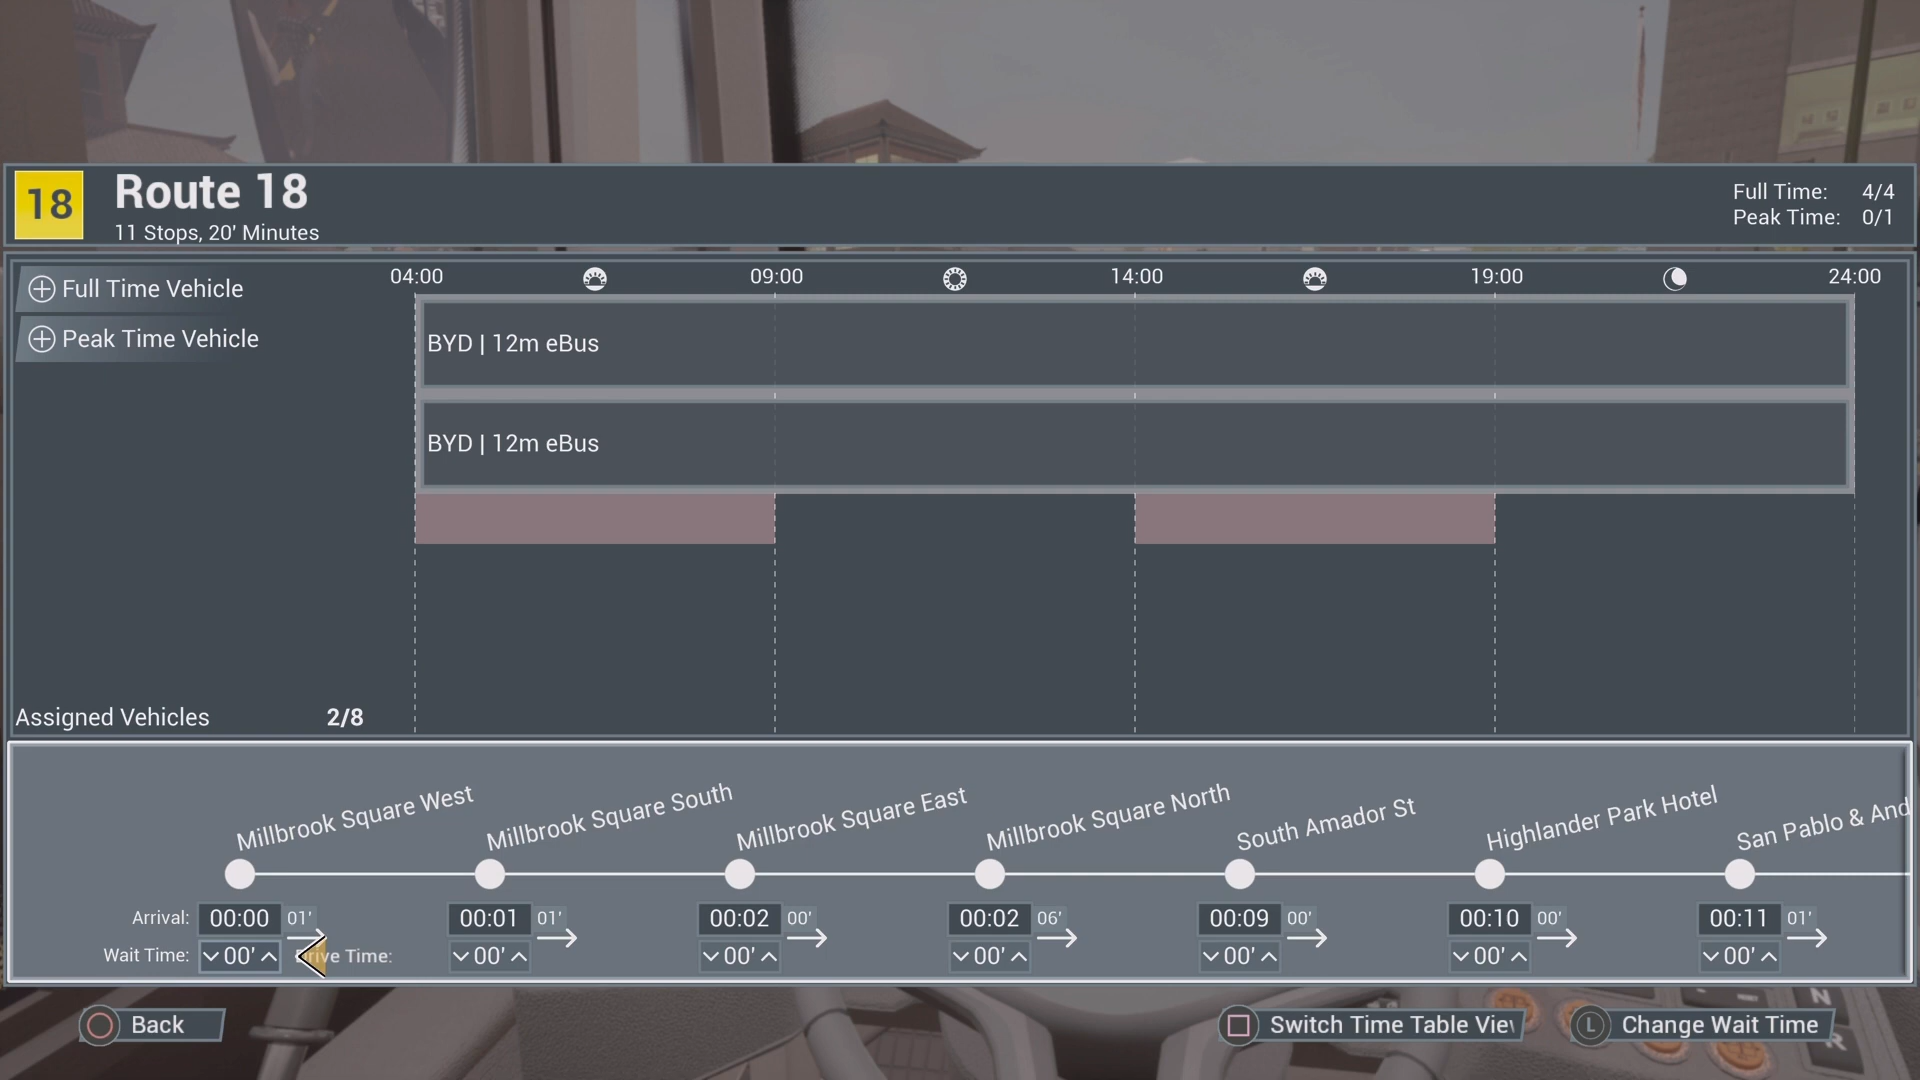 18
Route 18
11 Stops, 20' Minutes
Full Time: 4/4
Peak Time: 0/1
Full Time Vehicle
Peak Time Vehicle
04:00 09:00 14:00 19:00 24:00
BYD | 12m eBus
BYD | 12m eBus
Assigned Vehicles 2/8
Millbrook Square West
Millbrook Square South
Millbrook Square East
Millbrook Square North
South Amador St
Highlander Park Hotel
San Pablo & And
Arrival: 00:00 01' 00:01 01' 00:02 00' 00:02 06' 00:09 00' 00:10 00' 00:11 01'
Wait Time: 00' Time: 00' 00' 00' 00' 00' 00'
Back
Switch Time Table Vie
L Change Wait Time
N
R